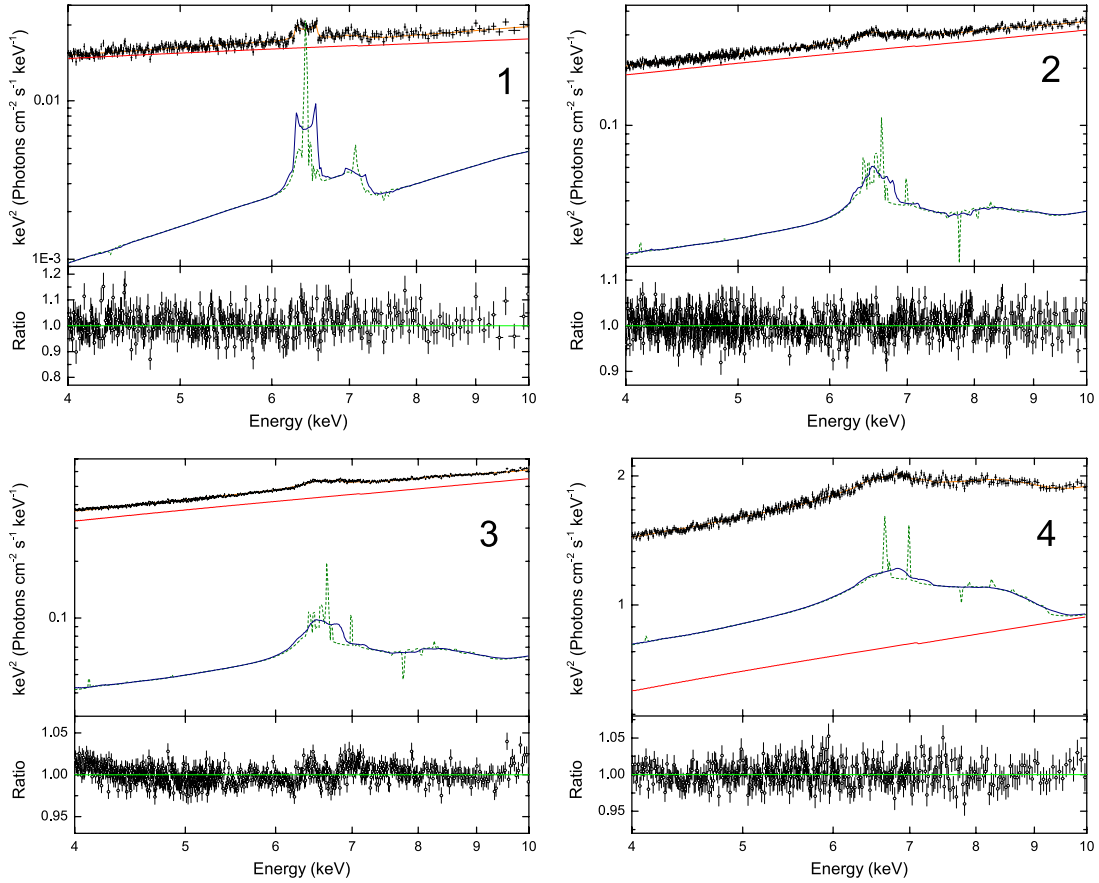 1
keV² (Photons cm⁻² s⁻¹ keV⁻¹)
0.01
1E-3
Ratio
1.2
1.1
1.0
0.9
0.8
4 5 6 7 8 9 10
Energy (keV)
2
keV² (Photons cm⁻² s⁻¹ keV⁻¹)
0.1
Ratio
1.1
1.0
0.9
4 5 6 7 8 9 10
Energy (keV)
3
keV² (Photons cm⁻² s⁻¹ keV⁻¹)
0.1
Ratio
1.05
1.00
0.95
4 5 6 7 8 9 10
Energy (keV)
4
keV² (Photons cm⁻² s⁻¹ keV⁻¹)
2
1
Ratio
1.05
1.00
0.95
4 5 6 7 8 9 10
Energy (keV)